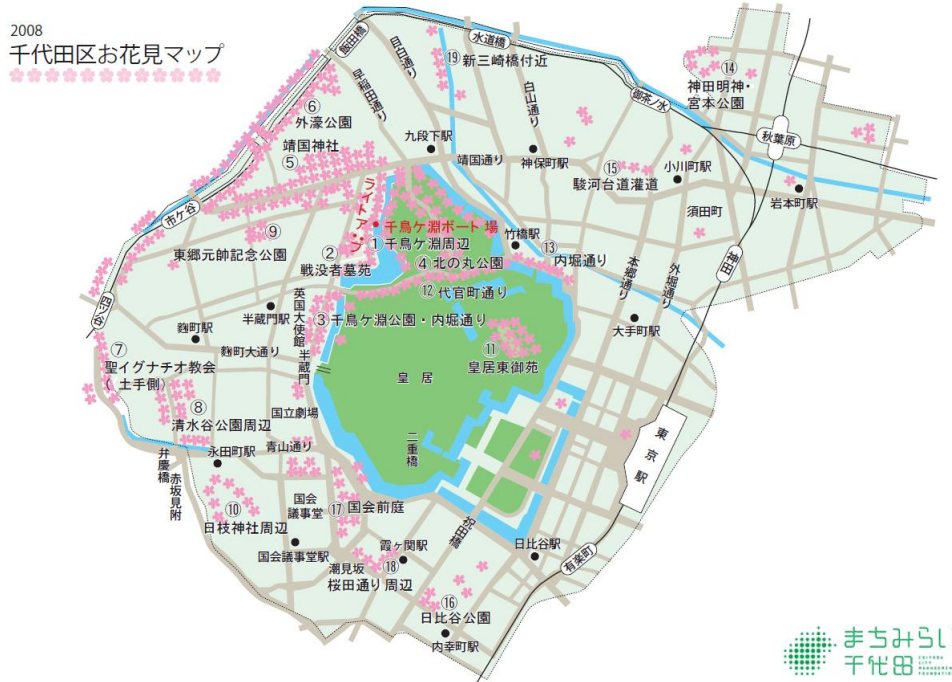 2008
千代田区お花見マップ
飯田橋
目白通り
早稲田通り
水道橋
⑲新三崎橋付近
白山通り
御茶ノ水
⑭
神田明神・
宮本公園
秋葉原
⑥
外濠公園
靖国神社
⑤
九段下駅
靖国通り
神保町駅
⑮
駿河台道灌道
小川町駅
須田町
岩本町駅
市ケ谷
ライトアップ
千鳥ケ淵ボート場
①千鳥ケ淵周辺
②
戦没者墓苑
⑨
東郷元帥記念公園
④北の丸公園
竹橋駅
⑬
内堀通り
本郷通り
外堀通り
神田
⑫代官町通り
四ツ谷
英国大使館
半蔵門駅
③千鳥ケ淵公園・内堀通り
麴町駅
麴町大通り
半蔵門
大手町駅
⑪
皇居東御苑
皇居
⑦
聖イグナチオ教会
(土手側)
⑧
清水谷公園周辺
国立劇場
二重橋
東京駅
弁慶橋
赤坂見附
永田町駅
青山通り
⑩
日枝神社周辺
国会
議事堂
⑰国会前庭
国会議事堂駅
潮見坂
霞ケ関駅
⑱
桜田通り周辺
祝田橋
日比谷駅
有楽町
⑯
日比谷公園
内幸町駅
まちみらい
千代田